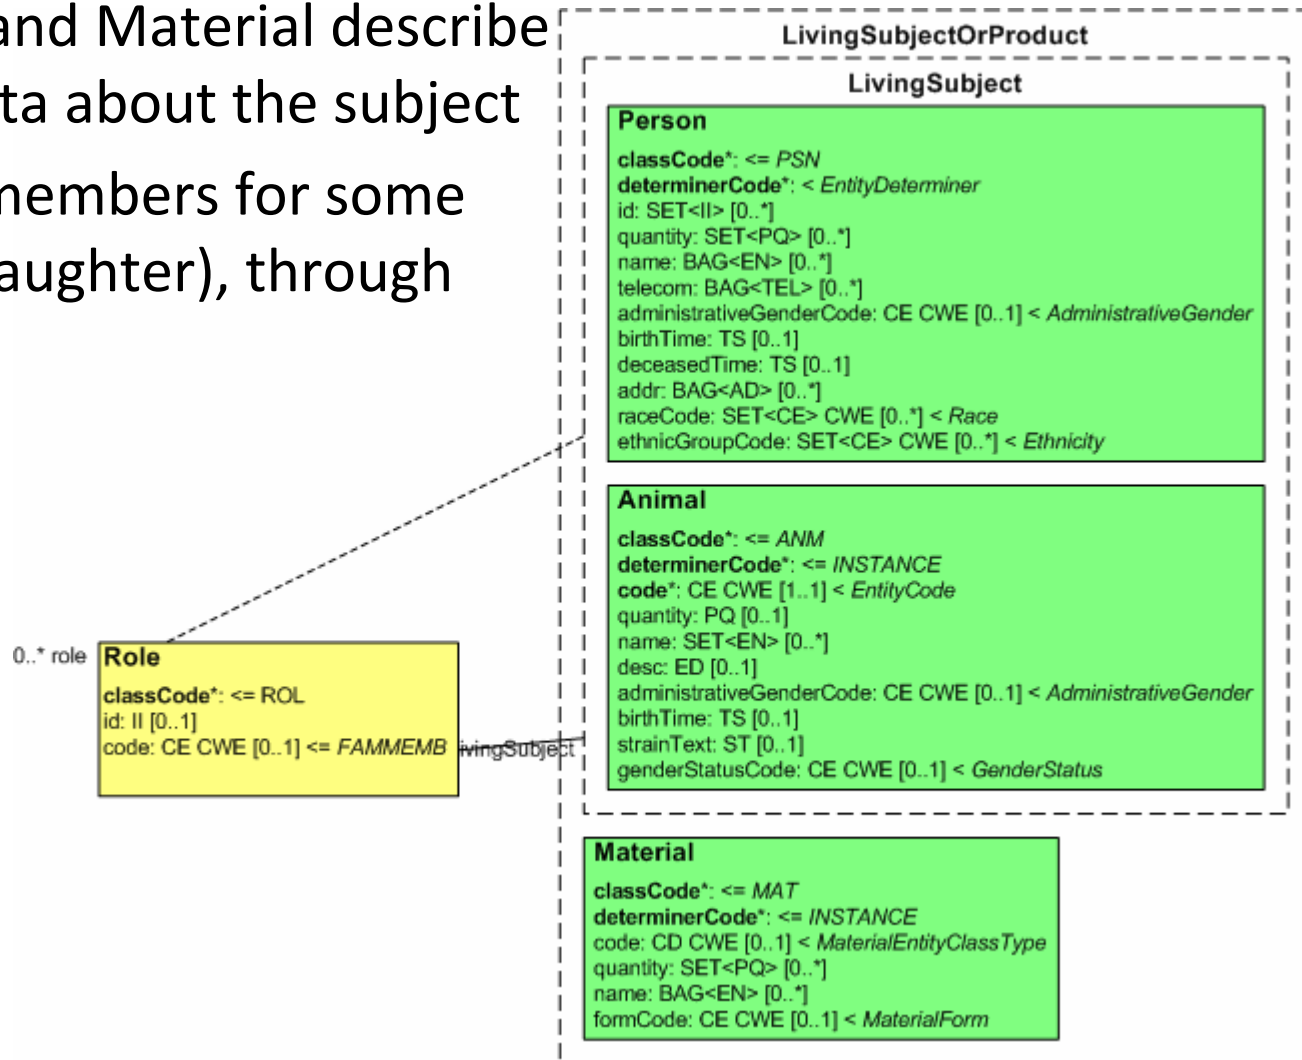 and Material describe
ta about the subject
members for some
aughter), through
LivingSubjectOrProduct
LivingSubject
Person
classCode*: <= PSN
determinerCode*: < EntityDeterminer
id: SET<II> [0..*]
quantity: SET<PQ> [0..*]
name: BAG<EN> [0..*]
telecom: BAG<TEL> [0..*]
administrativeGenderCode: CE CWE [0..1] < AdministrativeGender
birthTime: TS [0..1]
deceasedTime: TS [0..1]
addr: BAG<AD> [0..*]
raceCode: SET<CE> CWE [0..*] < Race
ethnicGroupCode: SET<CE> CWE [0..*] < Ethnicity
Animal
classCode*: <= ANM
determinerCode*: <= INSTANCE
code*: CE CWE [1..1] < EntityCode
quantity: PQ [0..1]
name: SET<EN> [0..*]
desc: ED [0..1]
administrativeGenderCode: CE CWE [0..1] < AdministrativeGender
birthTime: TS [0..1]
strainText: ST [0..1]
genderStatusCode: CE CWE [0..1] < GenderStatus
0..* role
Role
classCode*: <= ROL
id: II [0..1]
code: CE CWE [0..1] <= FAMMEMB
ivingSubject
Material
classCode*: <= MAT
determinerCode*: <= INSTANCE
code: CD CWE [0..1] < MaterialEntityClassType
quantity: SET<PQ> [0..*]
name: BAG<EN> [0..*]
formCode: CE CWE [0..1] < MaterialForm